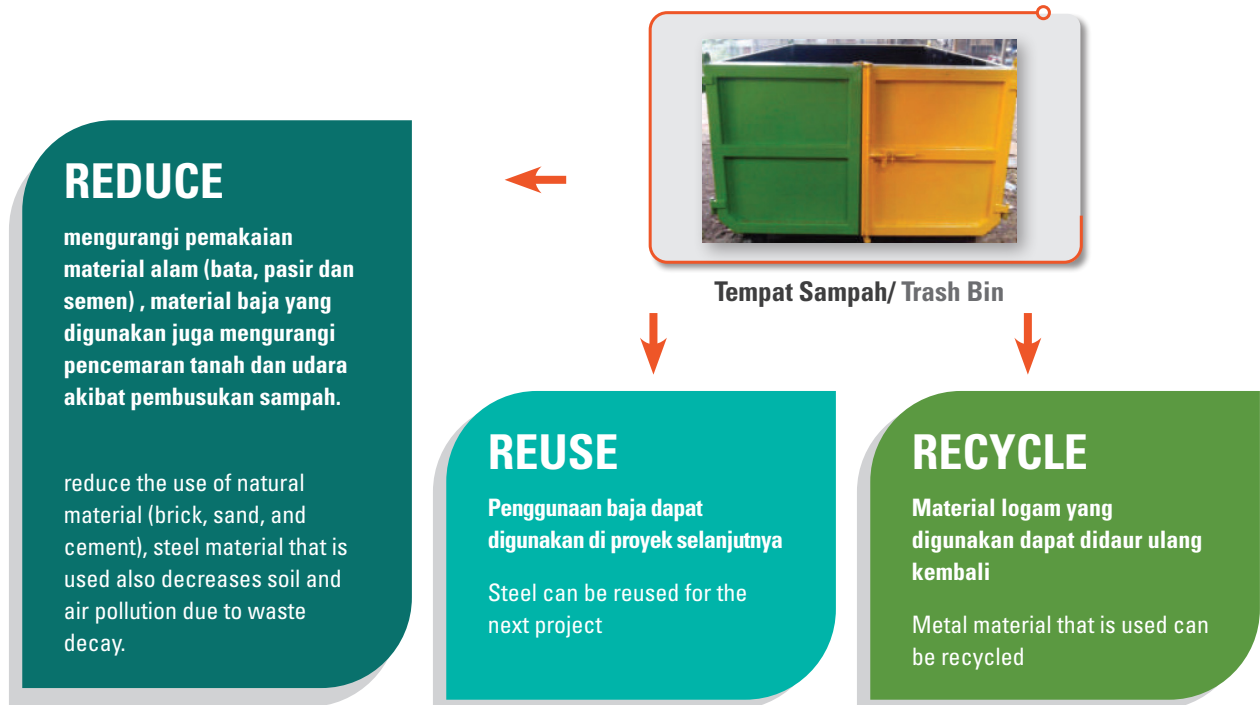 Tempat Sampah/ Trash Bin
REDUCE
mengurangi pemakaian
material alam (bata, pasir dan
semen) , material baja yang
digunakan juga mengurangi
pencemaran tanah dan udara
akibat pembusukan sampah.
reduce the use of natural
material (brick, sand, and
cement), steel material that is
used also decreases soil and
air pollution due to waste
decay.
REUSE
Penggunaan baja dapat
digunakan di proyek selanjutnya
Steel can be reused for the
next project
RECYCLE
Material logam yang
digunakan dapat didaur ulang
kembali
Metal material that is used can
be recycled